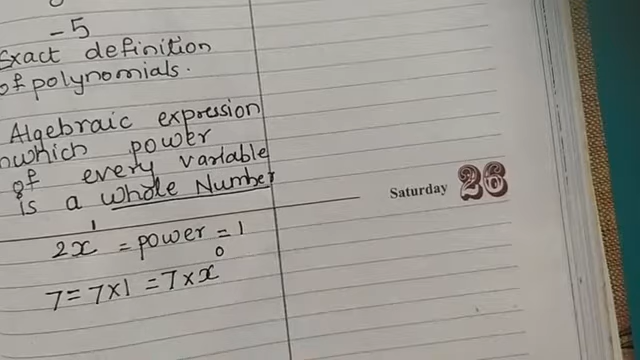 -5
Exact definition
of polynomials.
Algebraic expression
which power
of every variable
is a whole Number
Saturday 26
2x¹ = power = 1
7 = 7×1 = 7×x⁰